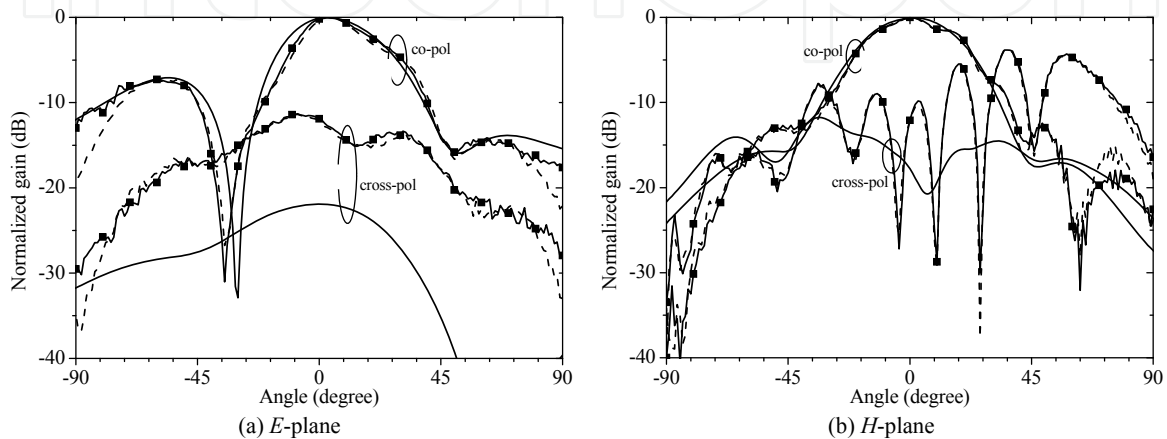 0
-10
-20
-30
-40
Normalized gain (dB)
co-pol
cross-pol
-90
-45
0
45
90
Angle (degree)
(a) E-plane
0
-10
-20
-30
-40
Normalized gain (dB)
co-pol
cross-pol
-90
-45
0
45
90
Angle (degree)
(b) H-plane